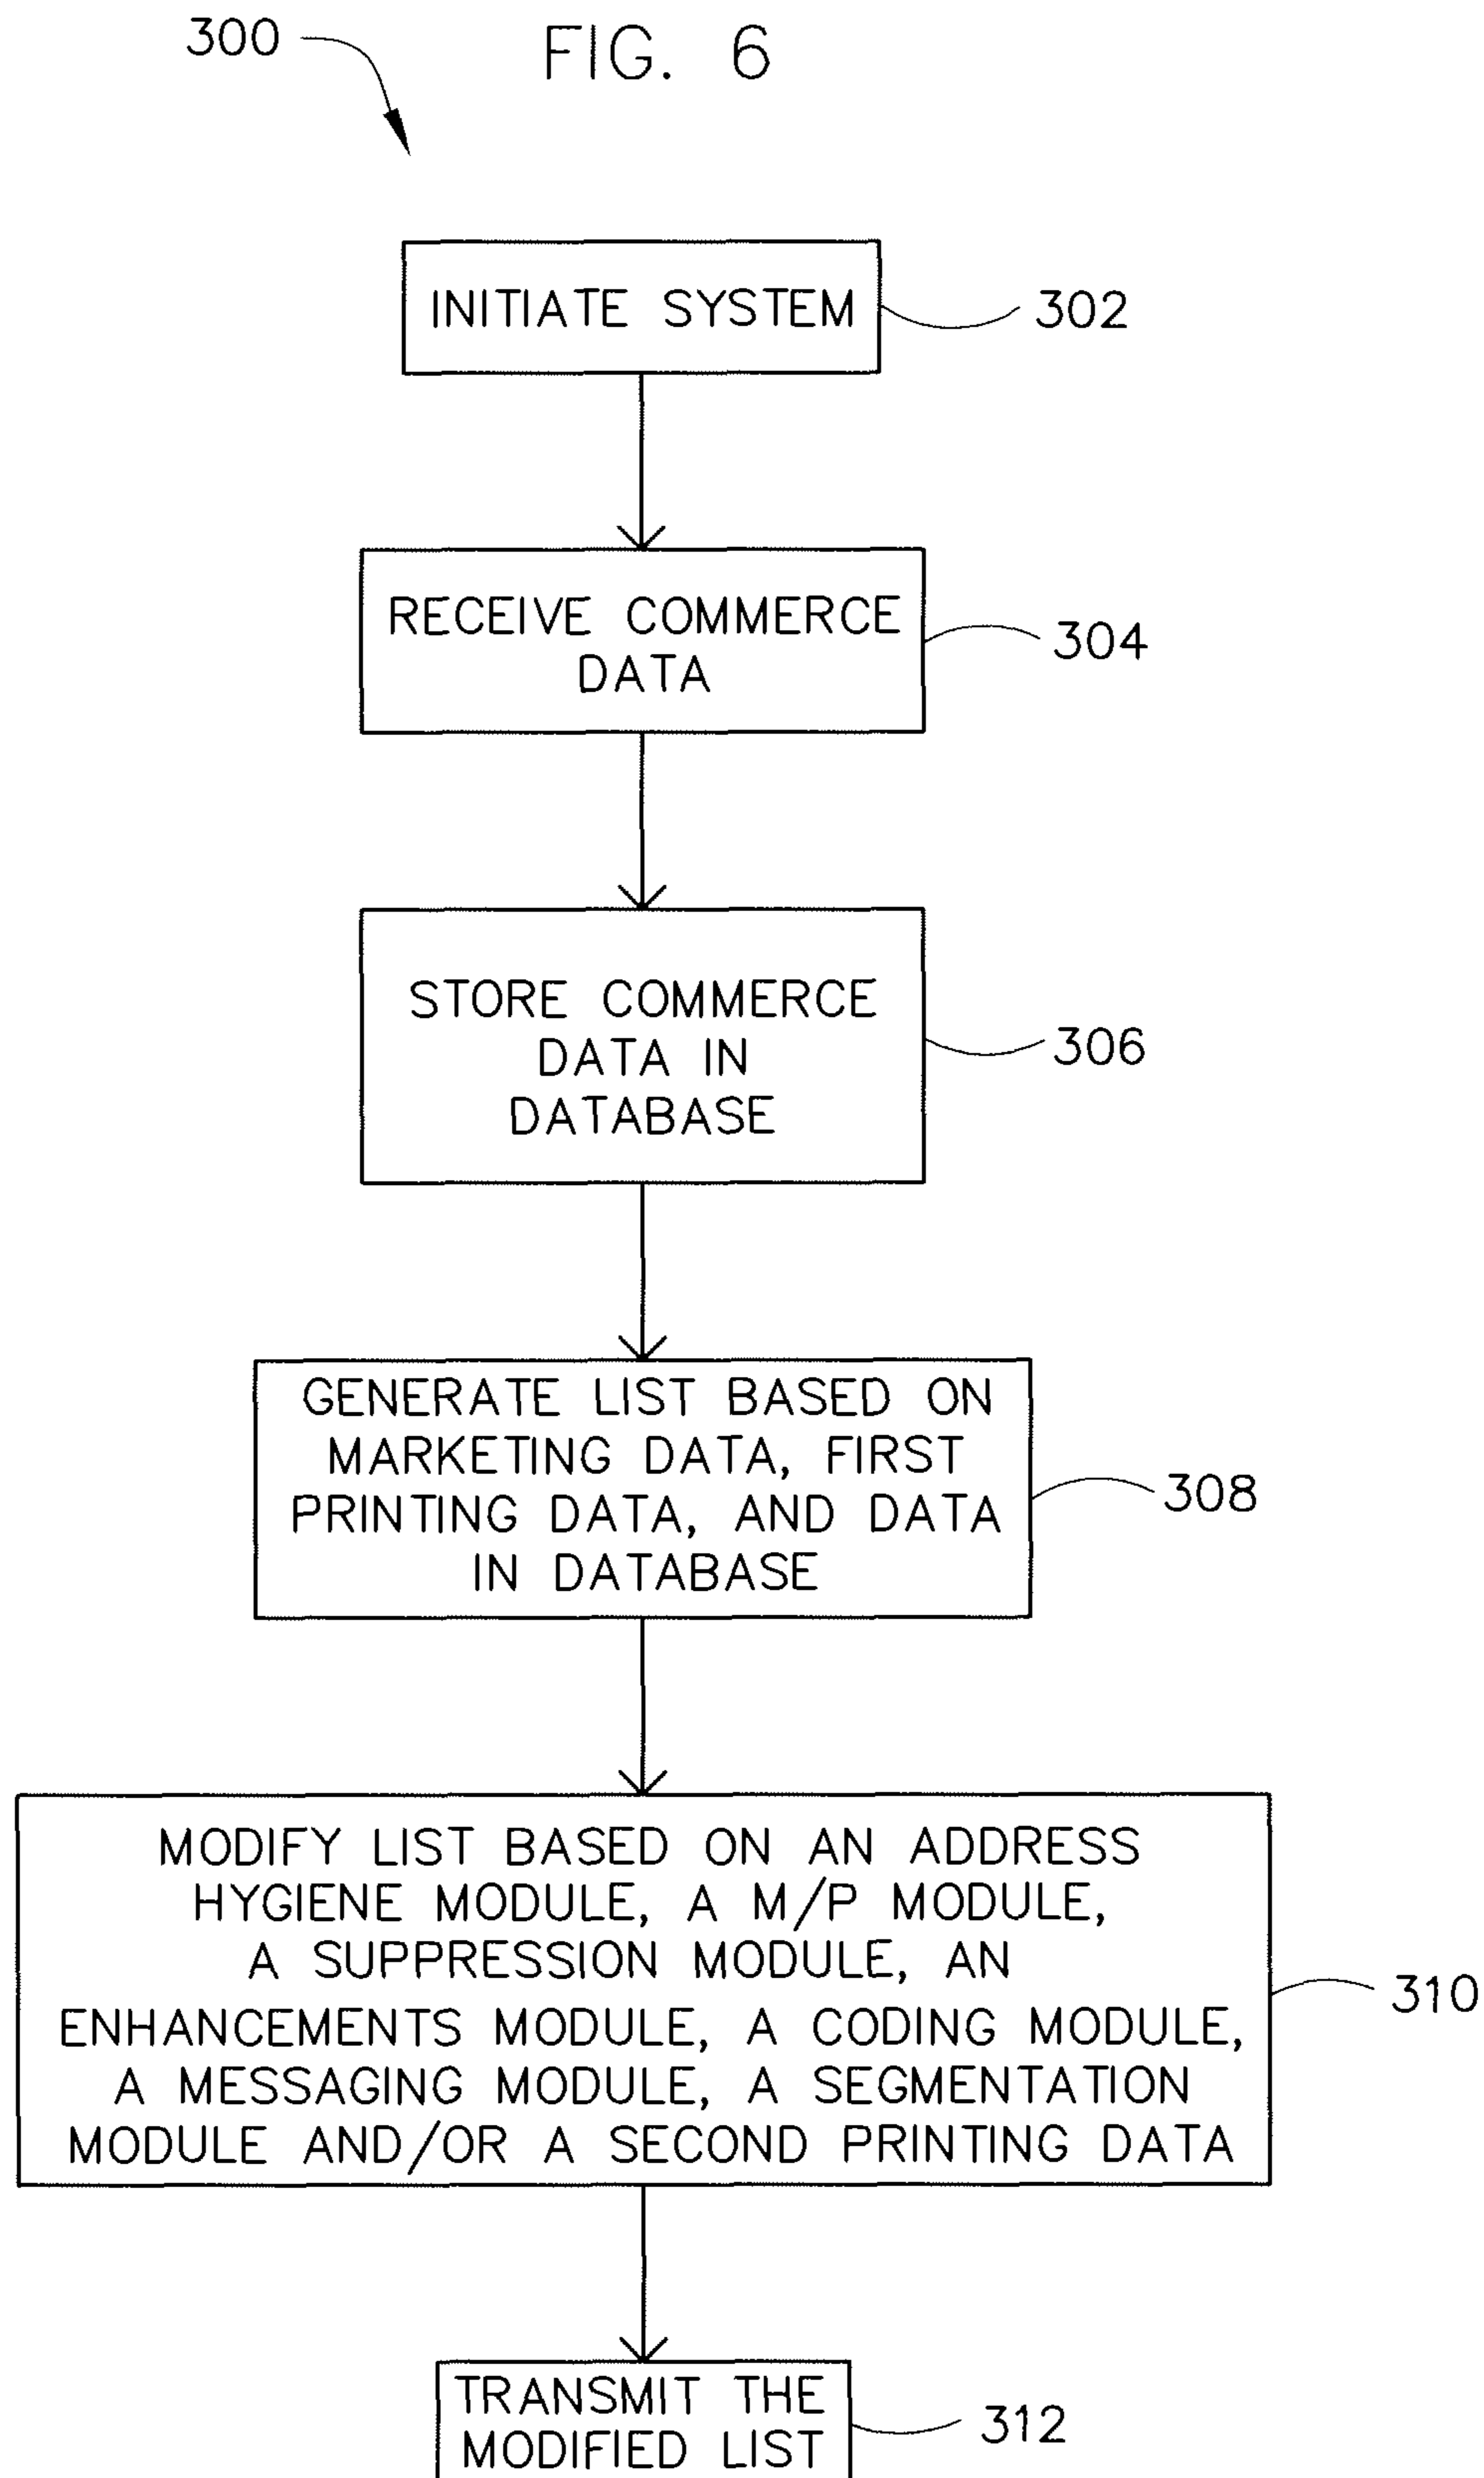 300
FIG. 6
INITIATE SYSTEM
302
RECEIVE COMMERCE
DATA
304
STORE COMMERCE
DATA IN
DATABASE
306
GENERATE LIST BASED ON
MARKETING DATA, FIRST
PRINTING DATA, AND DATA
IN DATABASE
308
MODIFY LIST BASED ON AN ADDRESS
HYGIENE MODULE, A M/P MODULE,
A SUPPRESSION MODULE, AN
ENHANCEMENTS MODULE, A CODING MODULE,
A MESSAGING MODULE, A SEGMENTATION
MODULE AND/OR A SECOND PRINTING DATA
310
TRANSMIT THE
MODIFIED LIST
312